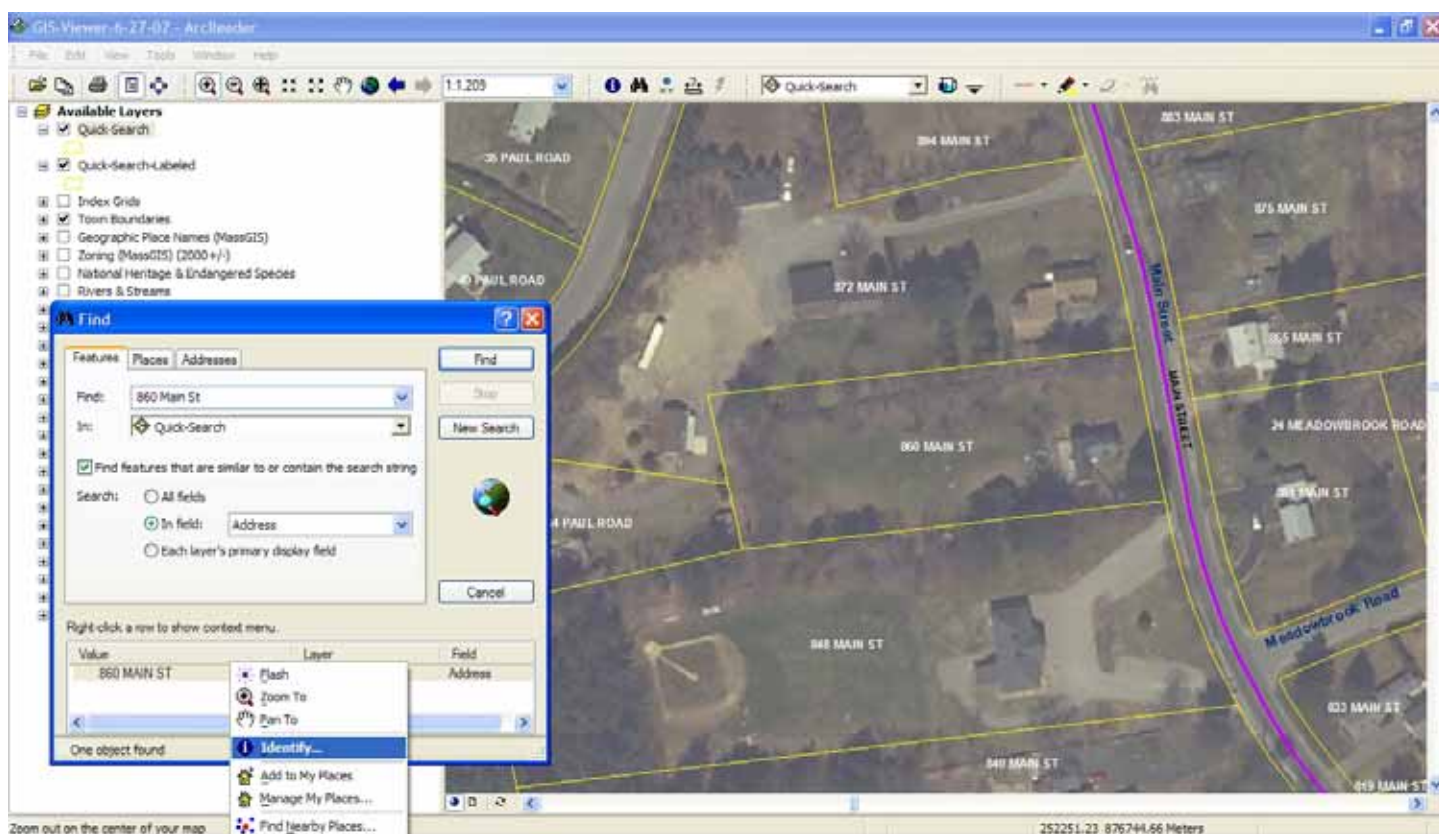 GIS-Viewer-6-27-02 - ArcReader
File Edit View Tools Window Help
1:1,209
Quick-Search
Available Layers
Quick-Search
Quick-Search-Labeled
Index Grids
Town Boundaries
Geographic Place Names (MassGIS)
Zoning (MassGIS) (2000+/-)
National Heritage & Endangered Species
Rivers & Streams
Find
Features Places Addresses
Find
Find: 860 Main St
Stop
In: Quick-Search
New Search
Find features that are similar to or contain the search string
Search: All fields
In field: Address
Each layer's primary display field
Cancel
Right-click a row to show context menu.
Value Layer Field
860 MAIN ST Address
Flash
Zoom To
Pan To
Identify...
Add to My Places
Manage My Places...
Find Nearby Places...
One object found
883 MAIN ST
894 MAIN ST
35 PAUL ROAD
875 MAIN ST
PAUL ROAD
872 MAIN ST
Main Street
865 MAIN ST
MAIN STREET
24 MEADOWBROOK ROAD
860 MAIN ST
MAIN ST
4 PAUL ROAD
Meadowbrook Road
848 MAIN ST
833 MAIN ST
840 MAIN ST
819 MAIN ST
Zoom out on the center of your map
252251.23 876744.66 Meters